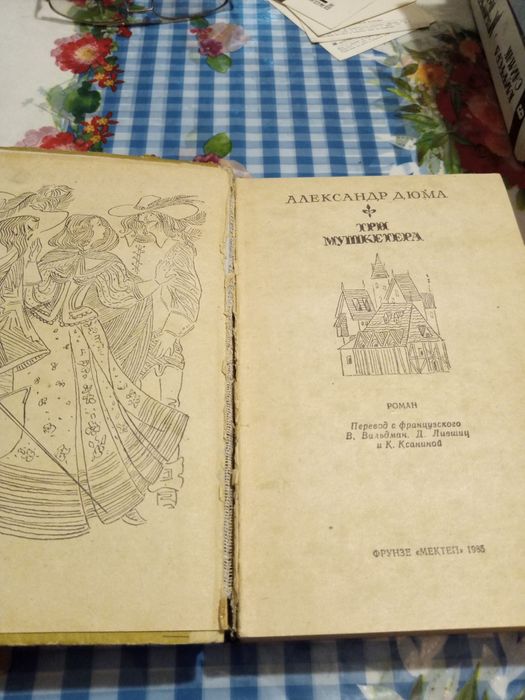 АЛЕКСАНДР ДЮМА
ТРИ
МУШКЕТЕРА
РОМАН
Перевод с французского
В. Вальдман, Д. Лившиц
и К. Ксаниной
ФРУНЗЕ «МЕКТЕП» 1985